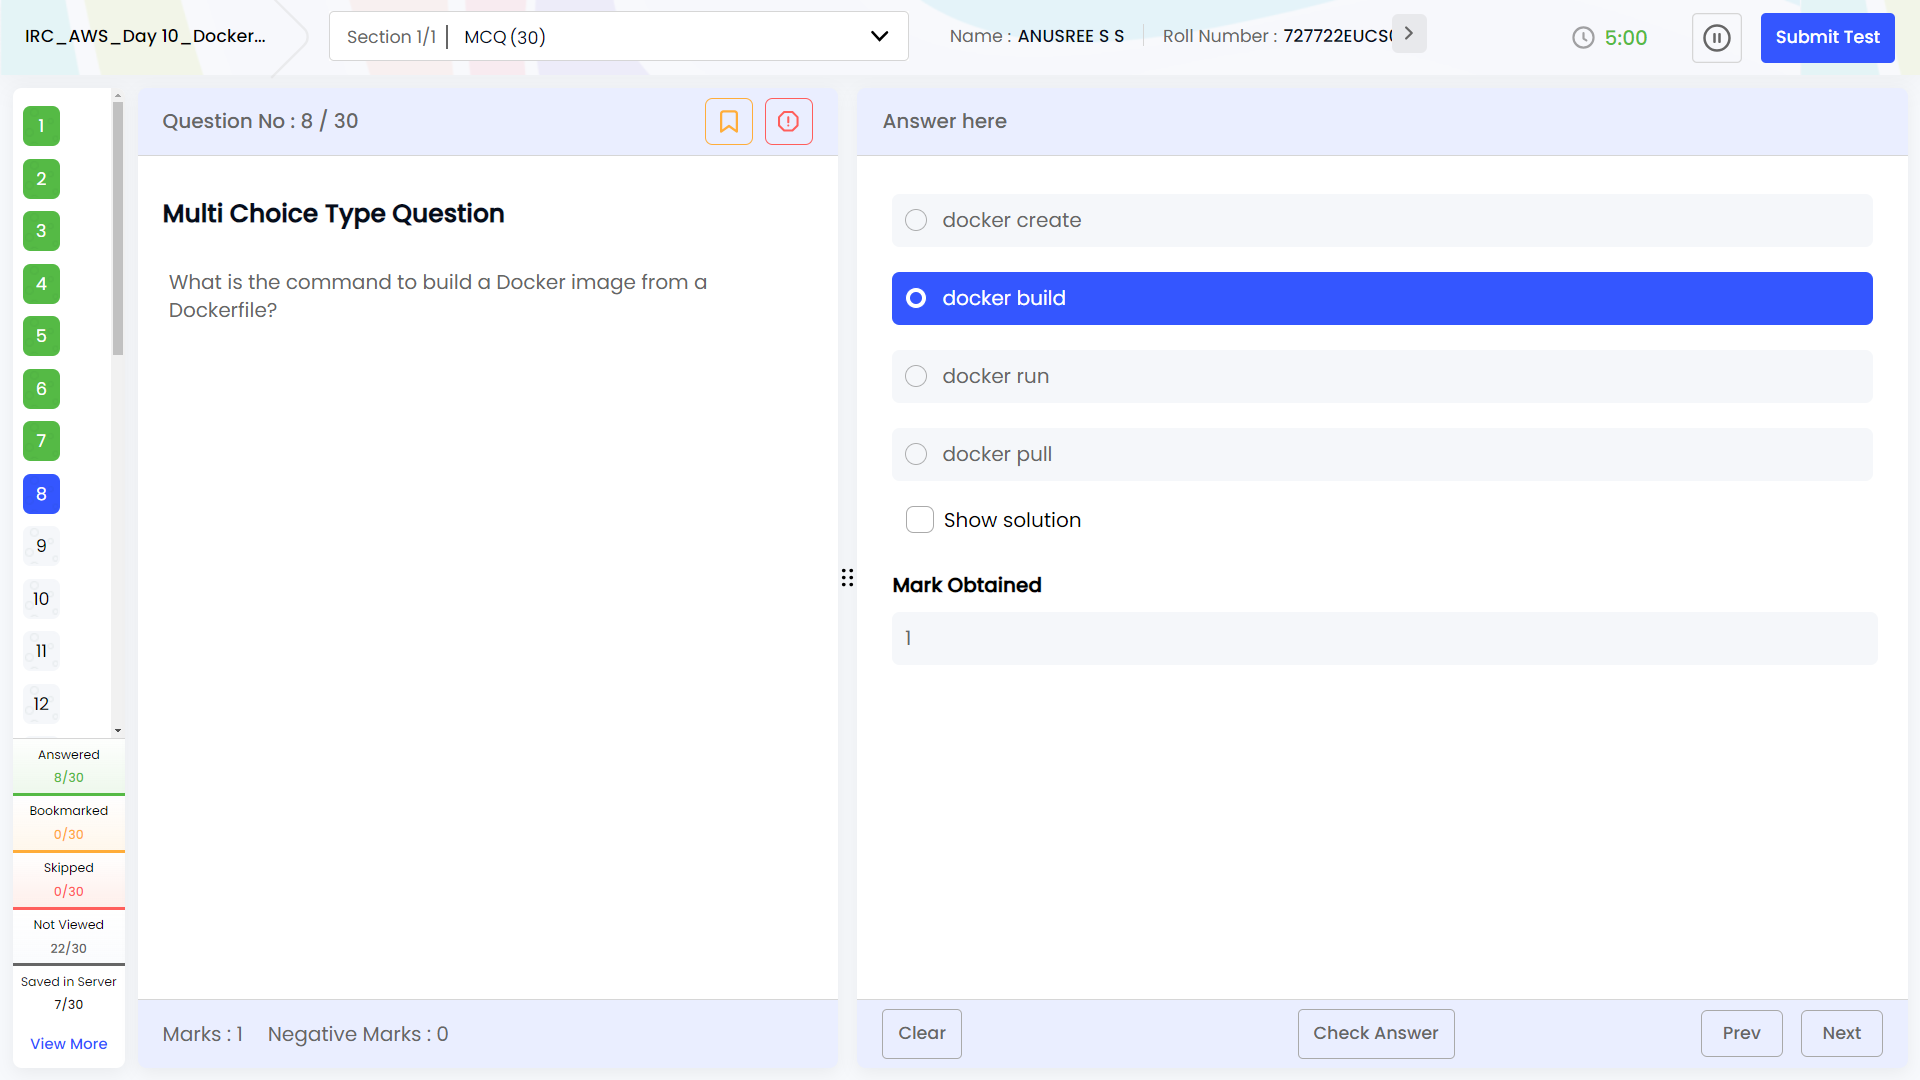 IRC_AWS_Day 10_Docker...
Section 1/1 | MCQ (30)
Name : ANUSREE S S
Roll Number :
5:00
Submit Test
1
2
3
4
5
6
7
8
9
10
11
12
Answered
8/30
Bookmarked
0/30
Skipped
0/30
Not Viewed
22/30
Saved in Server
7/30
View More
Question No : 8 / 30
Multi Choice Type Question
What is the command to build a Docker image from a
Dockerfile?
Marks : 1 Negative Marks : 0
Answer here
docker create
docker build
docker run
docker pull
Show solution
Mark Obtained
1
Clear
Check Answer
Prev
Next